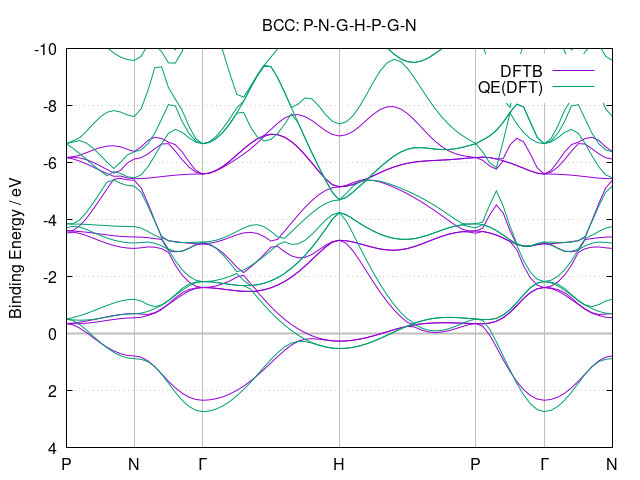 BCC: P-N-G-H-P-G-N
DFTB
QE(DFT)
Binding Energy / eV
-10
-8
-6
-4
-2
0
2
4
P N Γ H P Γ N